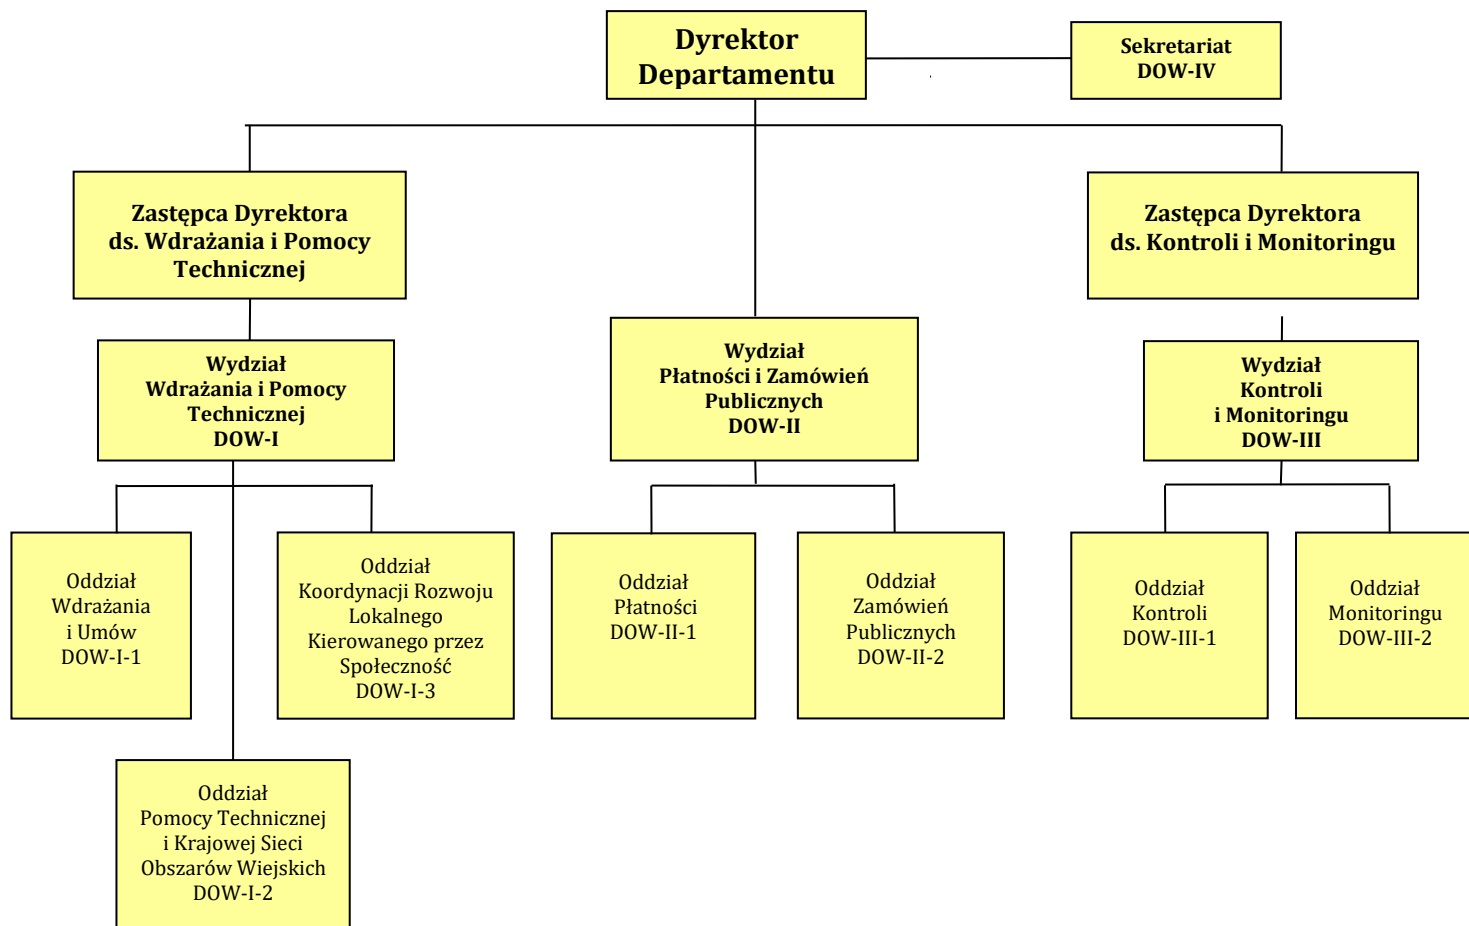 Dyrektor
Departamentu
Sekretariat
DOW-IV
Zastępca Dyrektora
ds. Wdrażania i Pomocy
Technicznej
Zastępca Dyrektora
ds. Kontroli i Monitoringu
Wydział
Wdrażania i Pomocy
Technicznej
DOW-I
Wydział
Płatności i Zamówień
Publicznych
DOW-II
Wydział
Kontroli
i Monitoringu
DOW-III
Oddział
Wdrażania
i Umów
DOW-I-1
Oddział
Koordynacji Rozwoju
Lokalnego
Kierowanego przez
Społeczność
DOW-I-3
Oddział
Płatności
DOW-II-1
Oddział
Zamówień
Publicznych
DOW-II-2
Oddział
Kontroli
DOW-III-1
Oddział
Monitoringu
DOW-III-2
Oddział
Pomocy Technicznej
i Krajowej Sieci
Obszarów Wiejskich
DOW-I-2